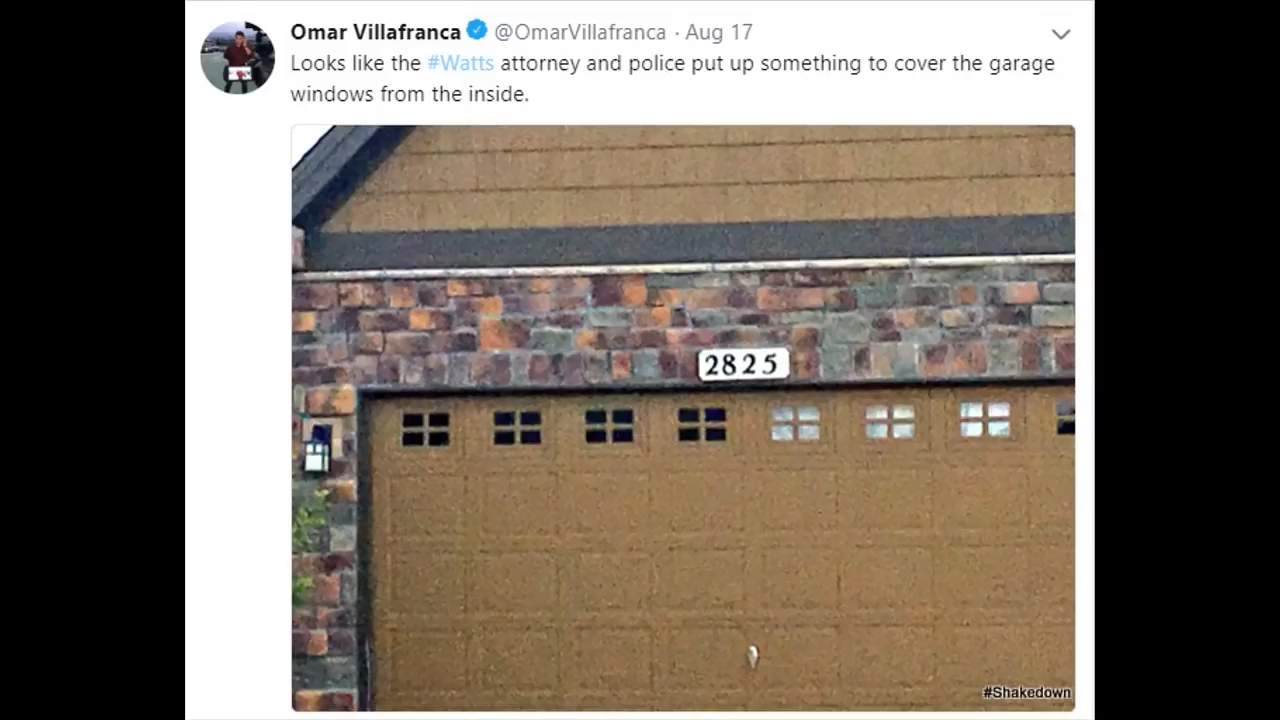 Omar Villafranca @OmarVillafranca · Aug 17
Looks like the #Watts attorney and police put up something to cover the garage
windows from the inside.
2825
#Shakedown